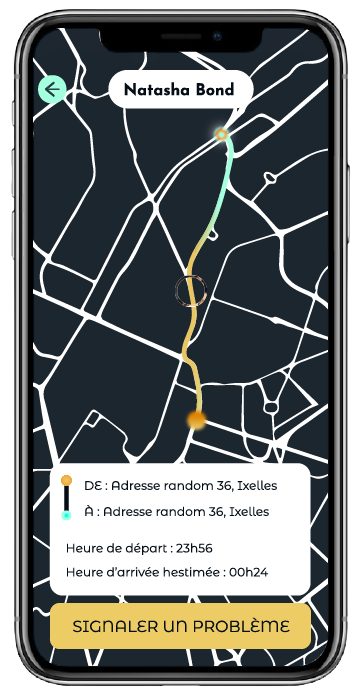 Natasha Bond
DE : Adresse random 36, Ixelles
À : Adresse random 36, Ixelles
Heure de départ : 23h56
Heure d'arrivée hestimée : 00h24
SIGNALER UN PROBLÈME